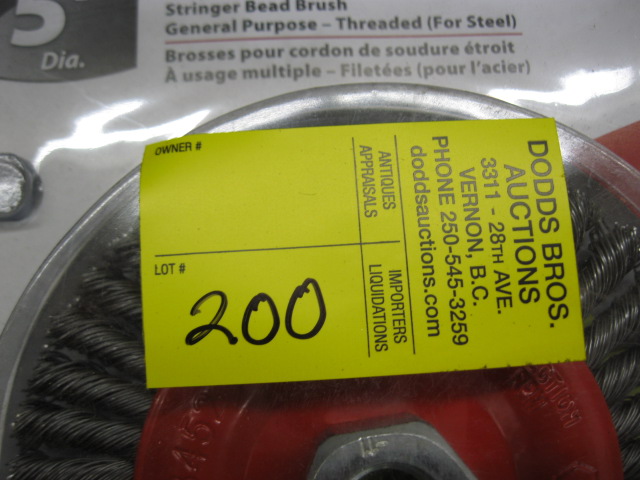 5"
Dia.
Stringer Bead Brush
General Purpose – Threaded (For Steel)
Brosses pour cordon de soudure étroit
À usage multiple – Filetées (pour l'acier)
OWNER #
LOT #
200
ANTIQUES
APPRAISALS
IMPORTERS
LIQUIDATIONS
DODDS BROS.
AUCTIONS
3311 - 28TH AVE.
VERNON, B.C.
PHONE 250-545-3259
doddsauctions.com